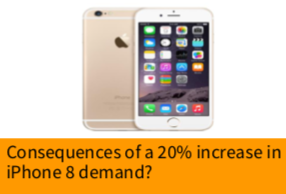 Consequences of a 20% increase in
iPhone 8 demand?